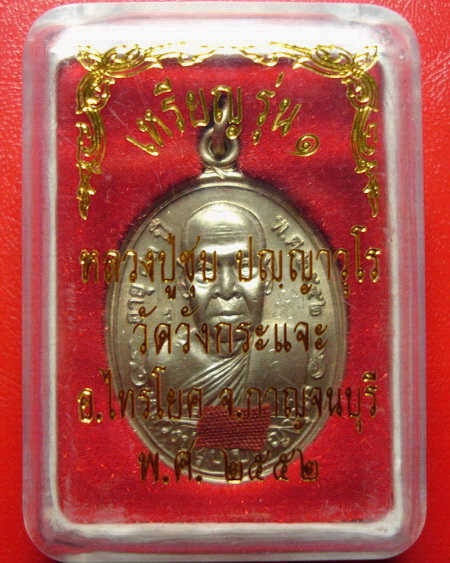 เหรียญรุ่น ๑
หลวงปู่ชุบ ปญฺญาวุโร
วัดวังกระแจะ
อ.ไทรโยค จ.กาญจนบุรี
พ.ศ. ๒๕๕๒